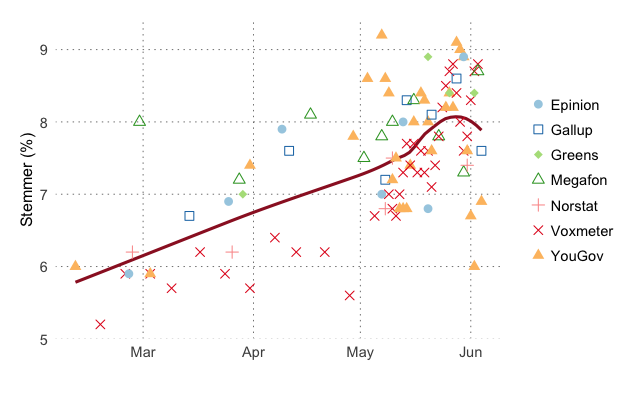 Stemmer (%)
9
8
7
6
5
Mar
Apr
May
Jun
Epinion
Gallup
Greens
Megafon
Norstat
Voxmeter
YouGov